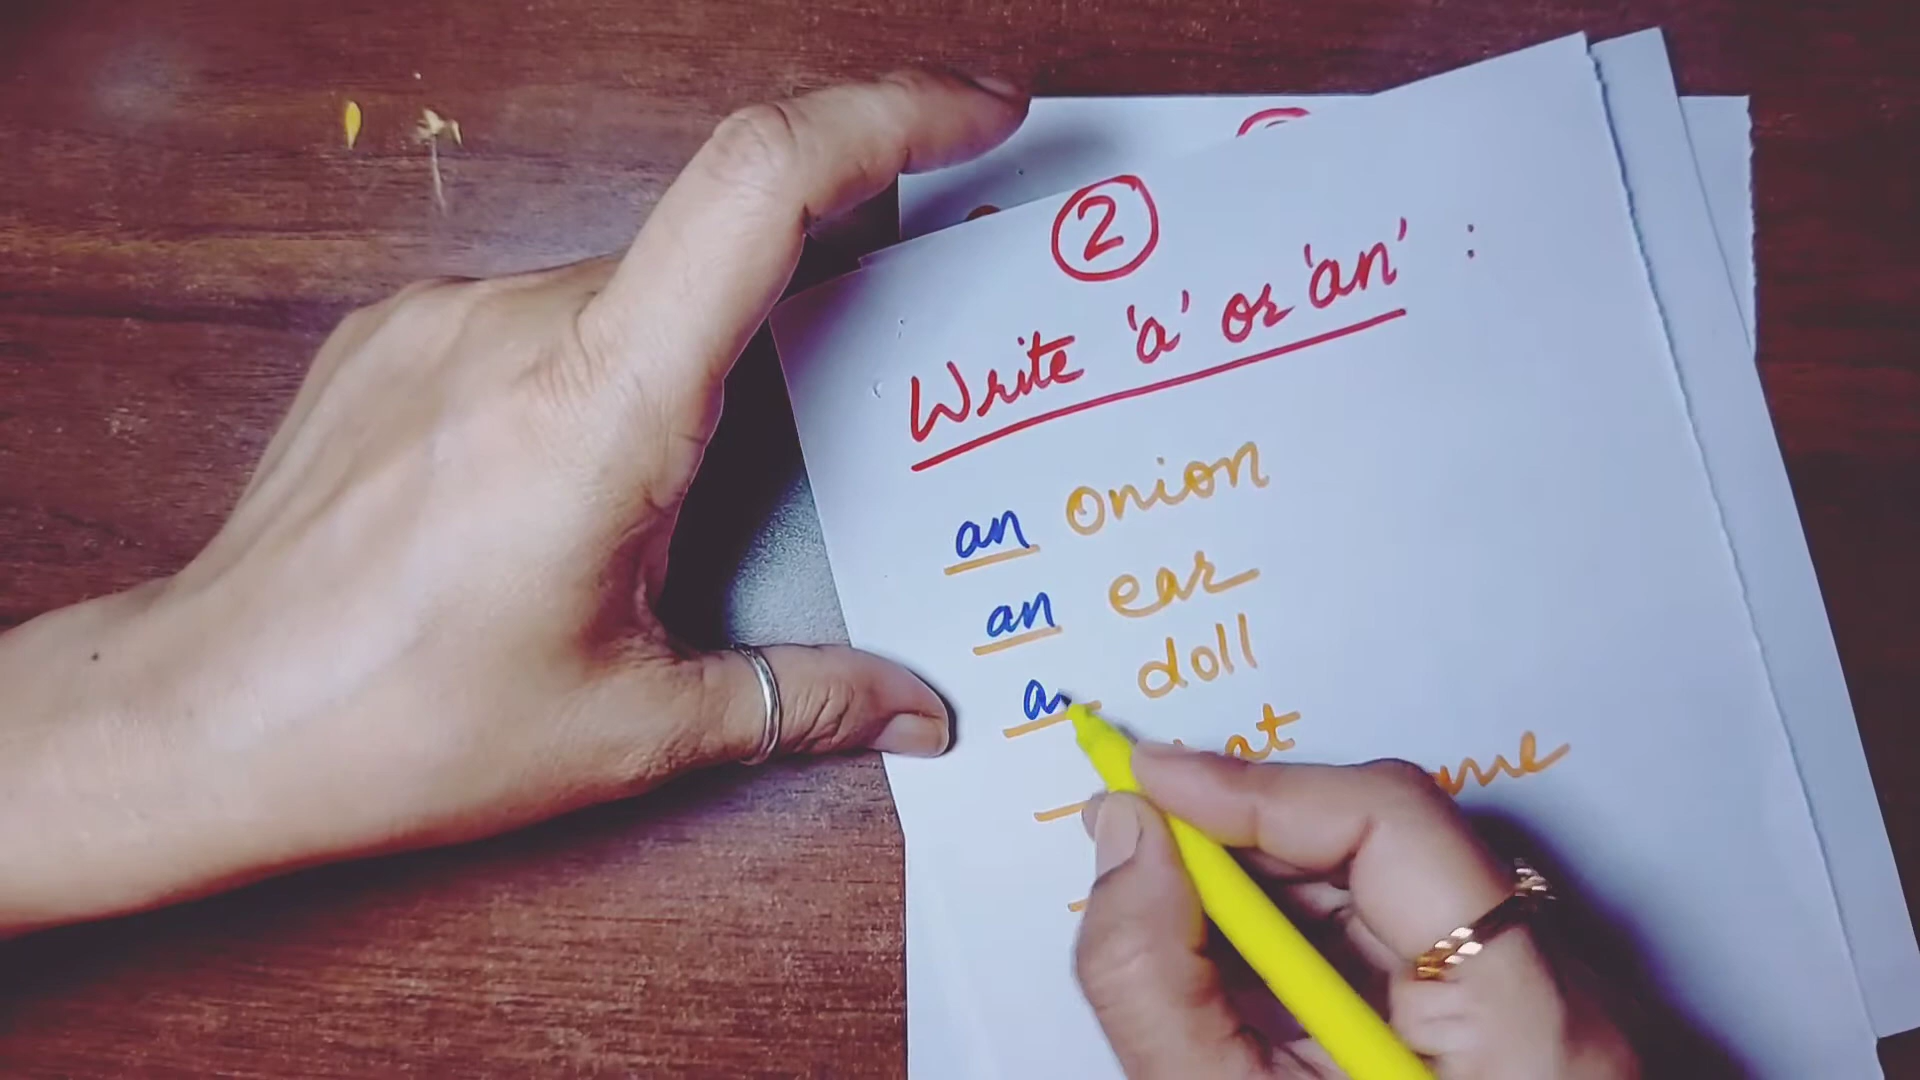 2
Write 'a' or 'an' :
an onion
an ear
a doll